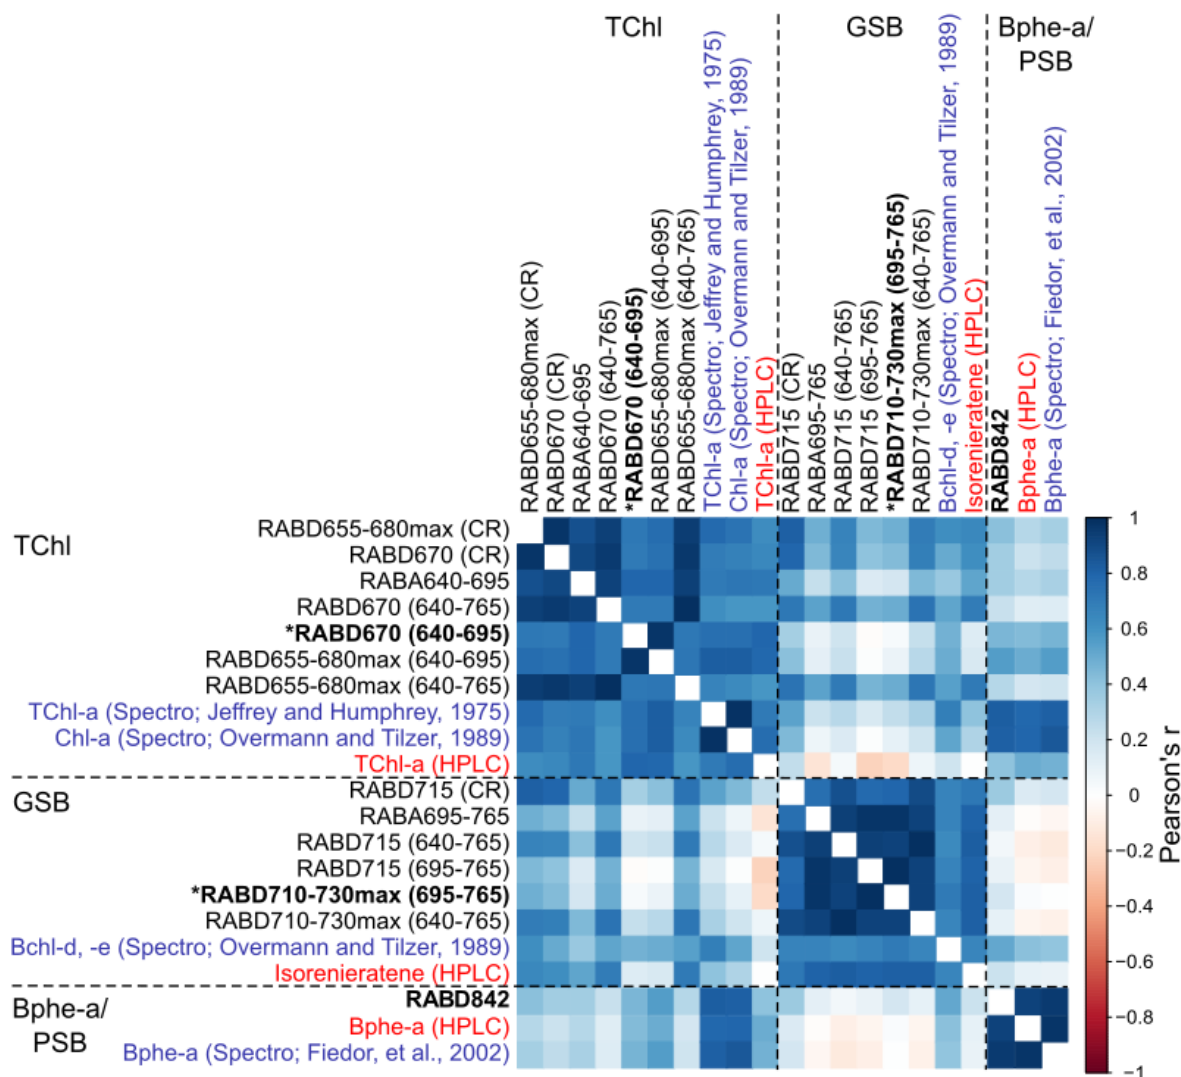 TChl
GSB
Bphe-a/
PSB
RABD655-680max (CR)
RABD670 (CR)
RABA640-695
RABD670 (640-765)
*RABD670 (640-695)
RABD655-680max (640-695)
RABD655-680max (640-765)
TChl-a (Spectro; Jeffrey and Humphrey, 1975)
Chl-a (Spectro; Overmann and Tilzer, 1989)
TChl-a (HPLC)
RABD715 (CR)
RABA695-765
RABD715 (640-765)
RABD715 (695-765)
*RABD710-730max (695-765)
RABD710-730max (640-765)
Bchl-d, -e (Spectro; Overmann and Tilzer, 1989)
Isorenieratene (HPLC)
RABD842
Bphe-a (HPLC)
Bphe-a (Spectro; Fiedor, et al., 2002)
TChl
RABD655-680max (CR)
RABD670 (CR)
RABA640-695
RABD670 (640-765)
*RABD670 (640-695)
RABD655-680max (640-695)
RABD655-680max (640-765)
TChl-a (Spectro; Jeffrey and Humphrey, 1975)
Chl-a (Spectro; Overmann and Tilzer, 1989)
TChl-a (HPLC)
GSB
RABD715 (CR)
RABA695-765
RABD715 (640-765)
RABD715 (695-765)
*RABD710-730max (695-765)
RABD710-730max (640-765)
Bchl-d, -e (Spectro; Overmann and Tilzer, 1989)
Isorenieratene (HPLC)
Bphe-a/
PSB
RABD842
Bphe-a (HPLC)
Bphe-a (Spectro; Fiedor, et al., 2002)
1
0.8
0.6
0.4
0.2
0
−0.2
−0.4
−0.6
−0.8
−1
Pearson's r